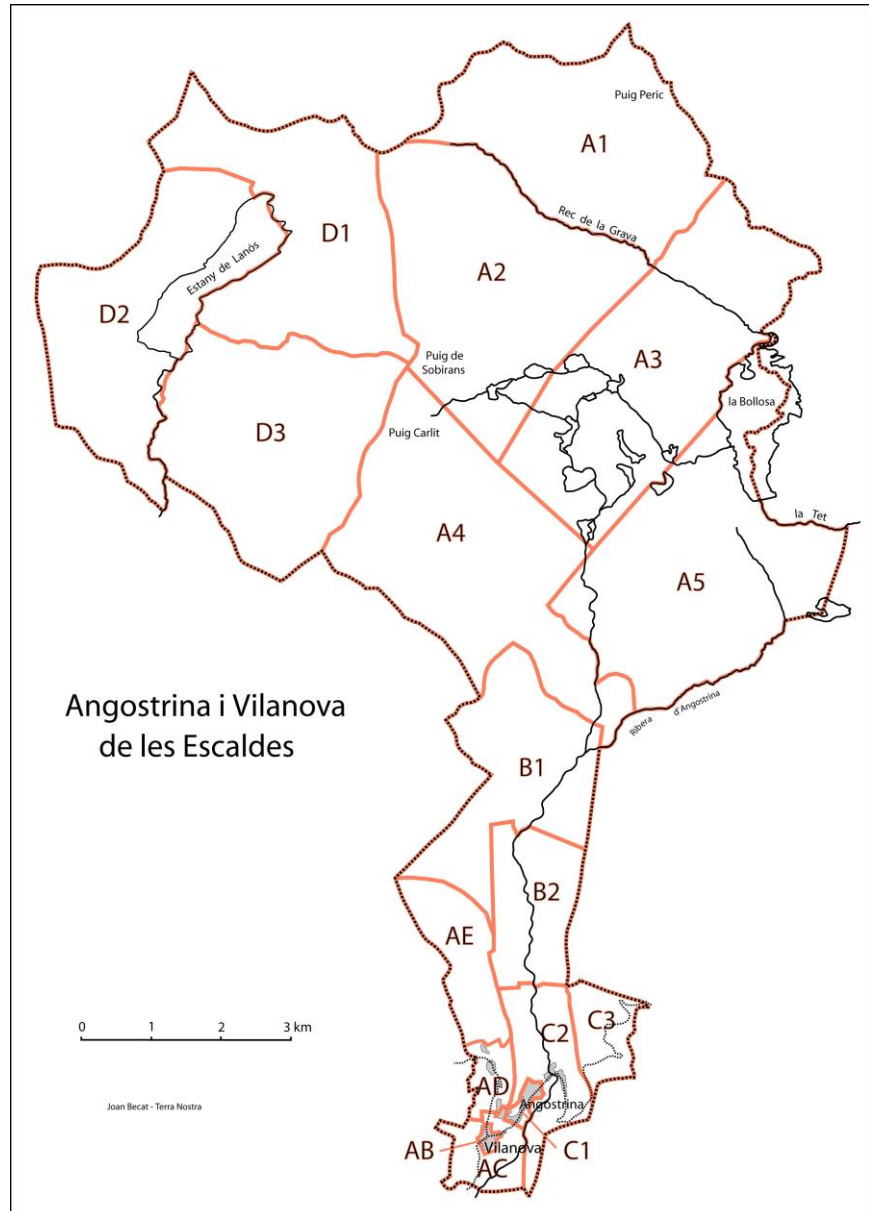 Puig Peric
A1
Rec de la Grava
D1
Estany de Lanós
A2
D2
Puig de
Sobirans
A3
la Bollosa
D3
Puig Carlit
la Tet
A4
A5
Angostrina i Vilanova
de les Escaldes
Ribera d'Angostrina
B1
B2
AE
0 1 2 3 km
C2
C3
AD
Joan Becat - Terra Nostra
Angostrina
AB
Vilanova
C1
AC